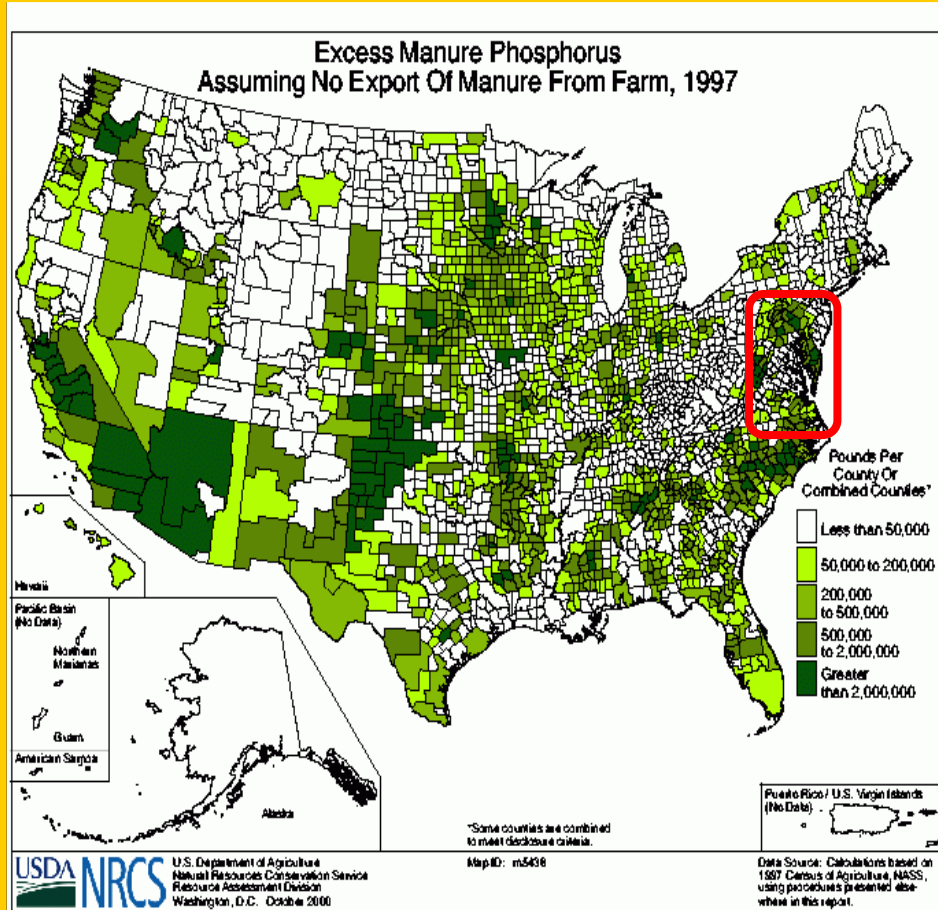 Excess Manure Phosphorus
Assuming No Export Of Manure From Farm, 1997
Pounds Per
County Or
Combined Counties*
Less than 50,000
50,000 to 200,000
200,000
to 500,000
500,000
to 2,000,000
Greater
than 2,000,000
Hawaii
Pacific Basin
(No Data)
Northern
Marianas
Guam
American Samoa
Alaska
*Some counties are combined
to meet disclosure criteria.
Puerto Rico / U.S. Virgin Islands
(No Data)
USDA NRCS
U.S. Department of Agriculture
Natural Resources Conservation Service
Resource Assessment Division
Washington, D.C. October 2000
Map ID: m5438
Data Source: Calculations based on
1997 Census of Agriculture, NASS,
using procedures presented else-
where in this report.